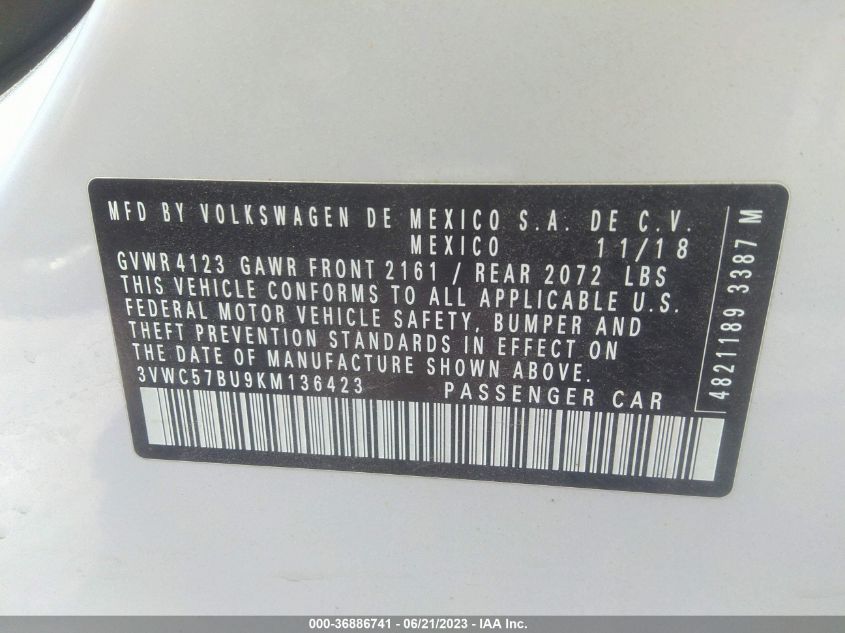 MFD BY VOLKSWAGEN DE MEXICO S.A. DE C.V.
MEXICO 11/18
GVWR 4123 GAWR FRONT 2161 / REAR 2072 LBS
THIS VEHICLE CONFORMS TO ALL APPLICABLE U.S.
FEDERAL MOTOR VEHICLE SAFETY, BUMPER AND
THEFT PREVENTION STANDARDS IN EFFECT ON
THE DATE OF MANUFACTURE SHOWN ABOVE.
3VWC57BU9KM136423 PASSENGER CAR
4821189 3387 M
000-36886741 - 06/21/2023 - IAA Inc.